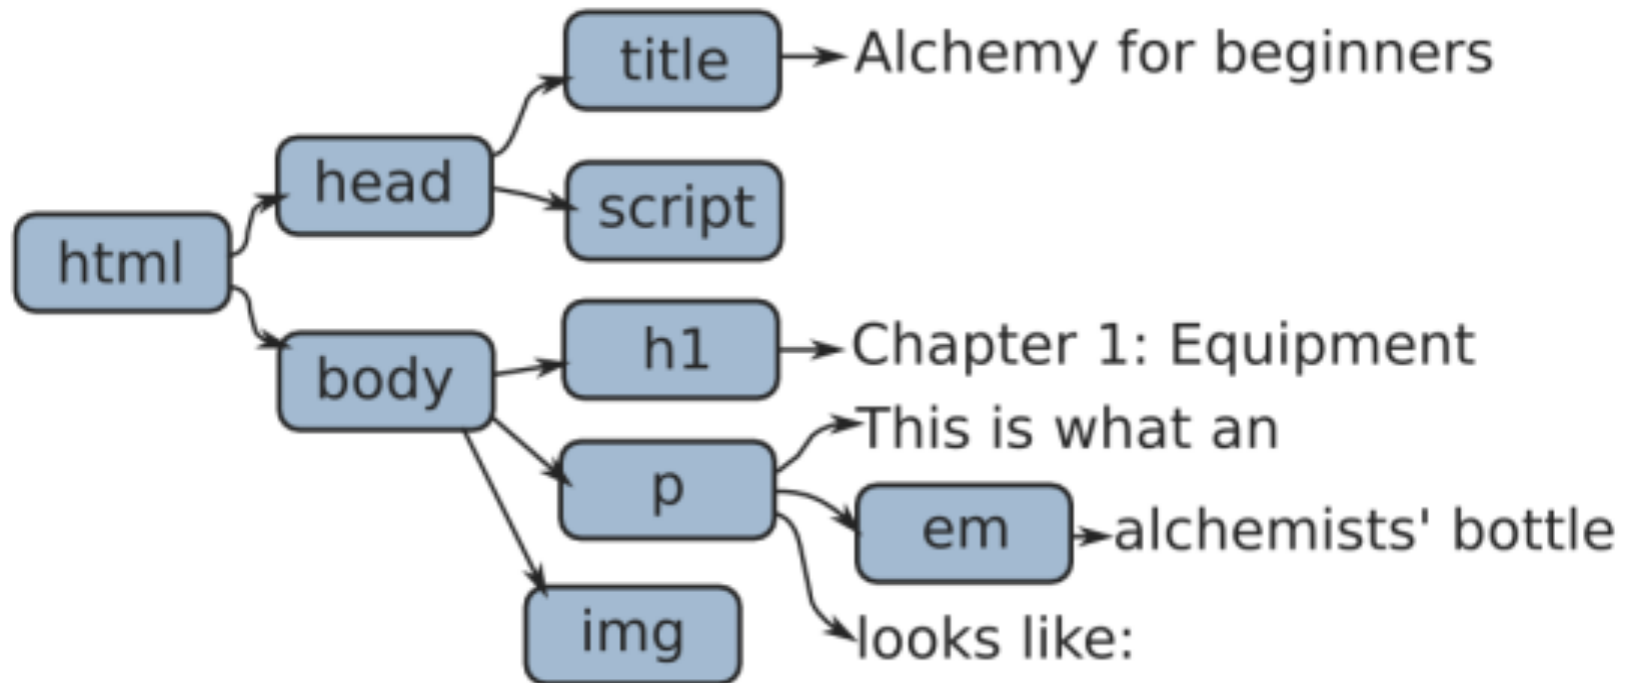 title
Alchemy for beginners
head
script
html
h1
Chapter 1: Equipment
body
This is what an
p
em
alchemists' bottle
img
looks like: